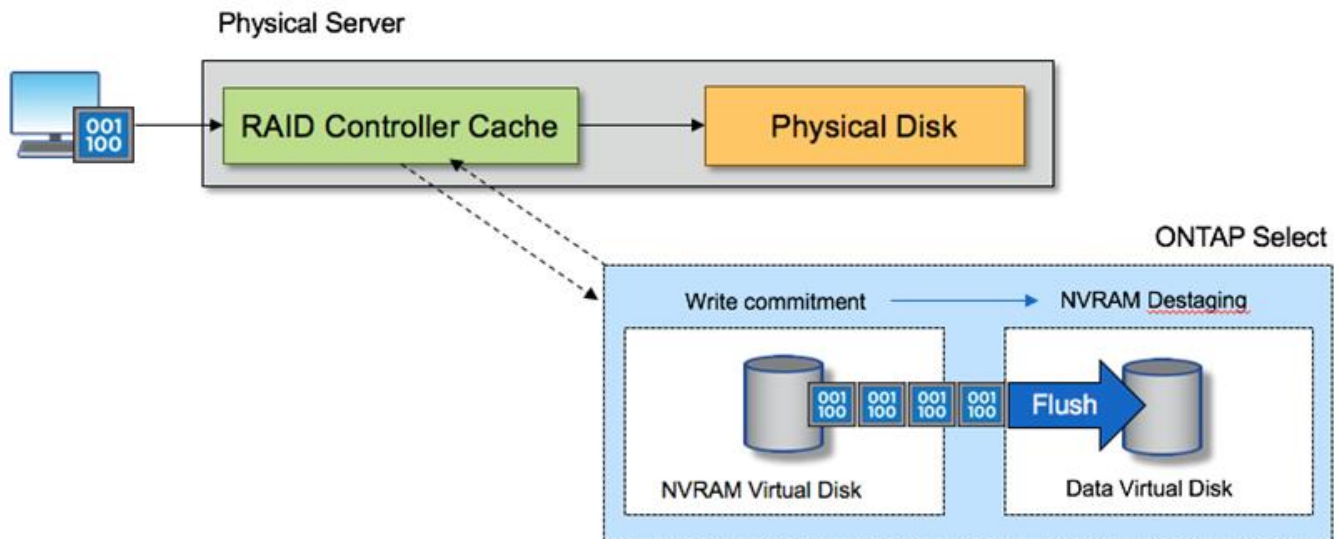 Physical Server
001
100
RAID Controller Cache
Physical Disk
ONTAP Select
Write commitment
NVRAM Destaging
001
100
001
100
001
100
001
100
Flush
NVRAM Virtual Disk
Data Virtual Disk